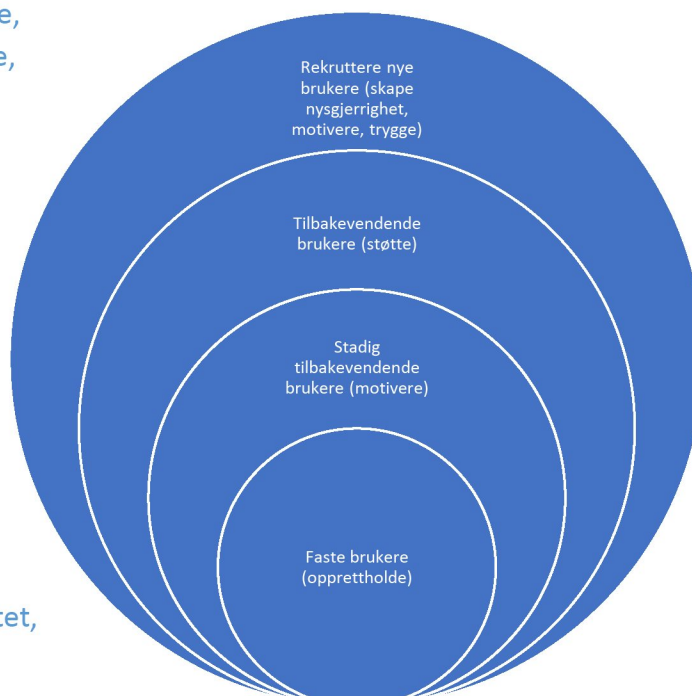 Rekruttere nye
brukere (skape
nysgjerrighet,
motivere, trygge)
Tilbakevendende
brukere (støtte)
Stadig
tilbakevendende
brukere (motivere)
Faste brukere
(opprettholde)